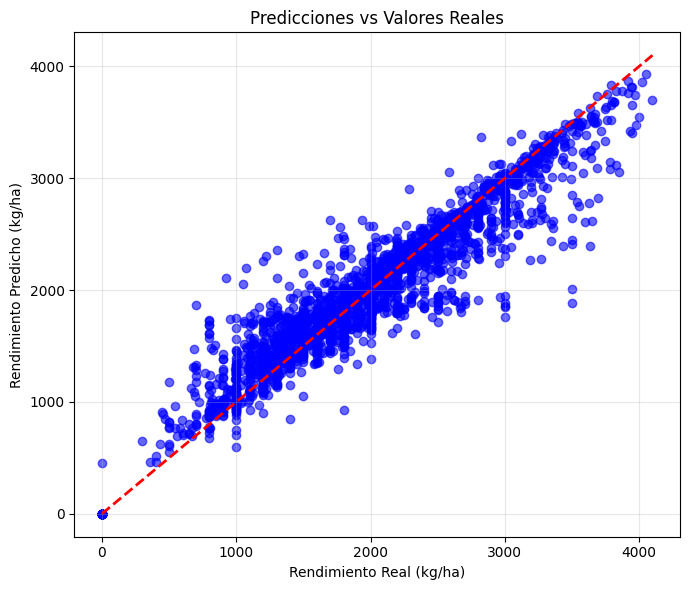 Predicciones vs Valores Reales
Rendimiento Predicho (kg/ha)
4000
3000
2000
1000
0
0 1000 2000 3000 4000
Rendimiento Real (kg/ha)